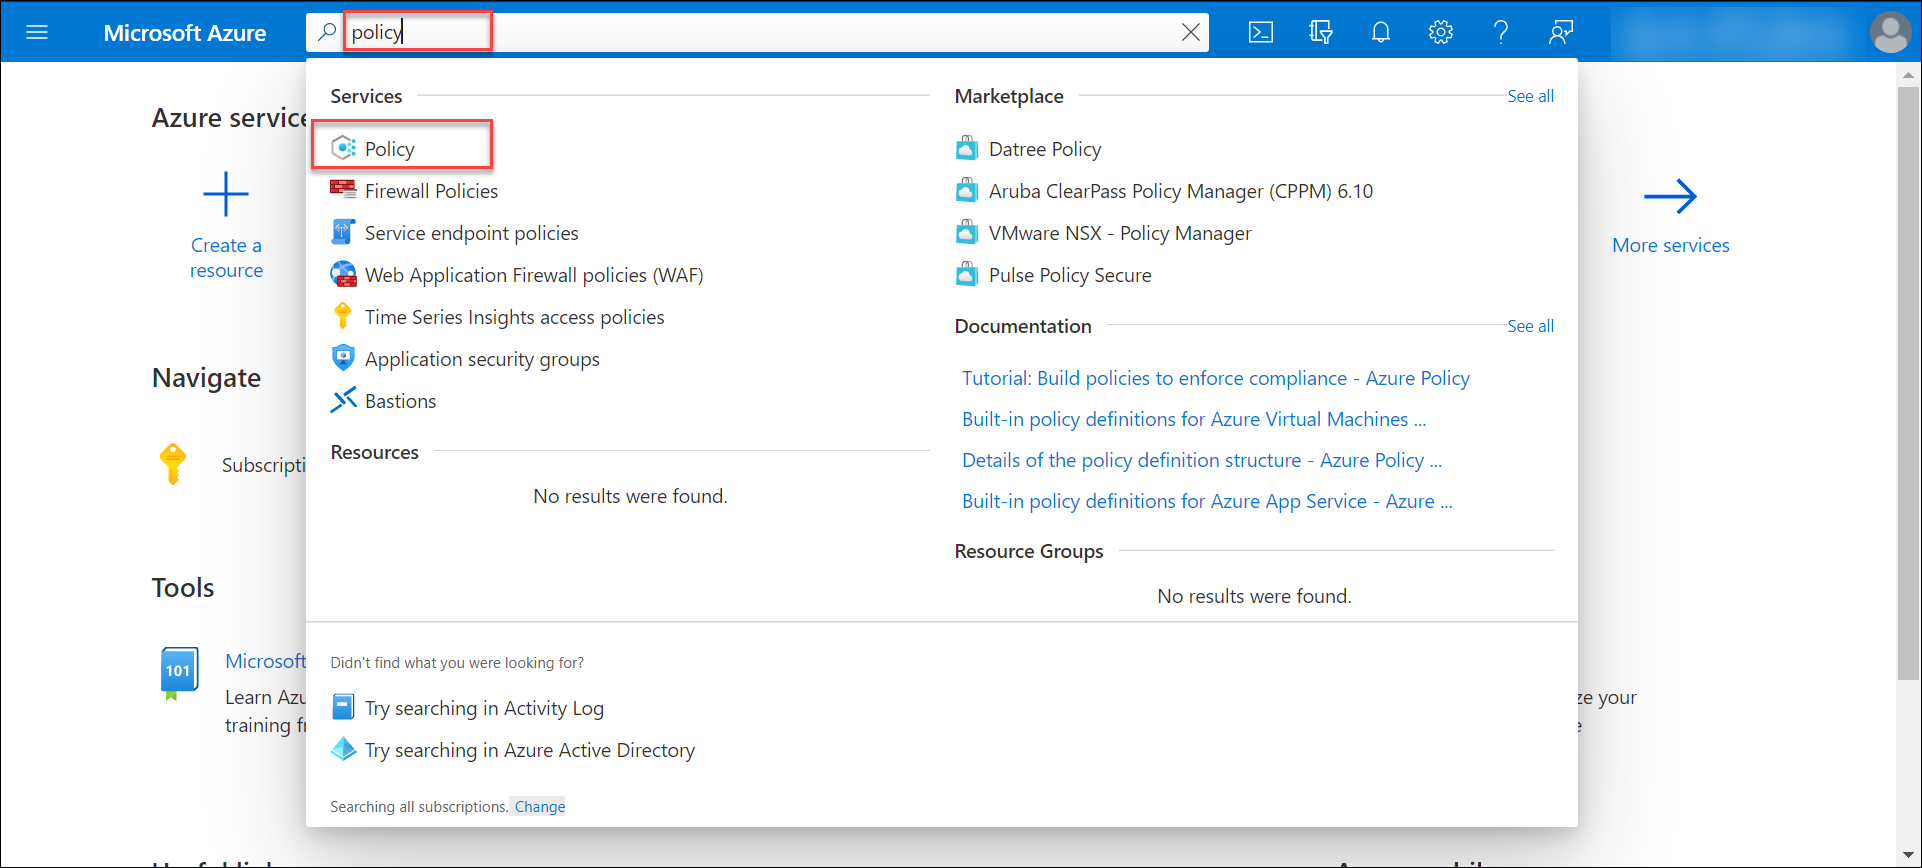 Microsoft Azure
policy
Azure service
Create a
resource
More services
Navigate
Subscripti
Tools
101
Microsoft
Learn Azu
training f
ze your
Services
Policy
Firewall Policies
Service endpoint policies
Web Application Firewall policies (WAF)
Time Series Insights access policies
Application security groups
Bastions
Resources
No results were found.
Marketplace
See all
Datree Policy
Aruba ClearPass Policy Manager (CPPM) 6.10
VMware NSX - Policy Manager
Pulse Policy Secure
Documentation
See all
Tutorial: Build policies to enforce compliance - Azure Policy
Built-in policy definitions for Azure Virtual Machines ...
Details of the policy definition structure - Azure Policy ...
Built-in policy definitions for Azure App Service - Azure ...
Resource Groups
No results were found.
Didn't find what you were looking for?
Try searching in Activity Log
Try searching in Azure Active Directory
Searching all subscriptions. Change